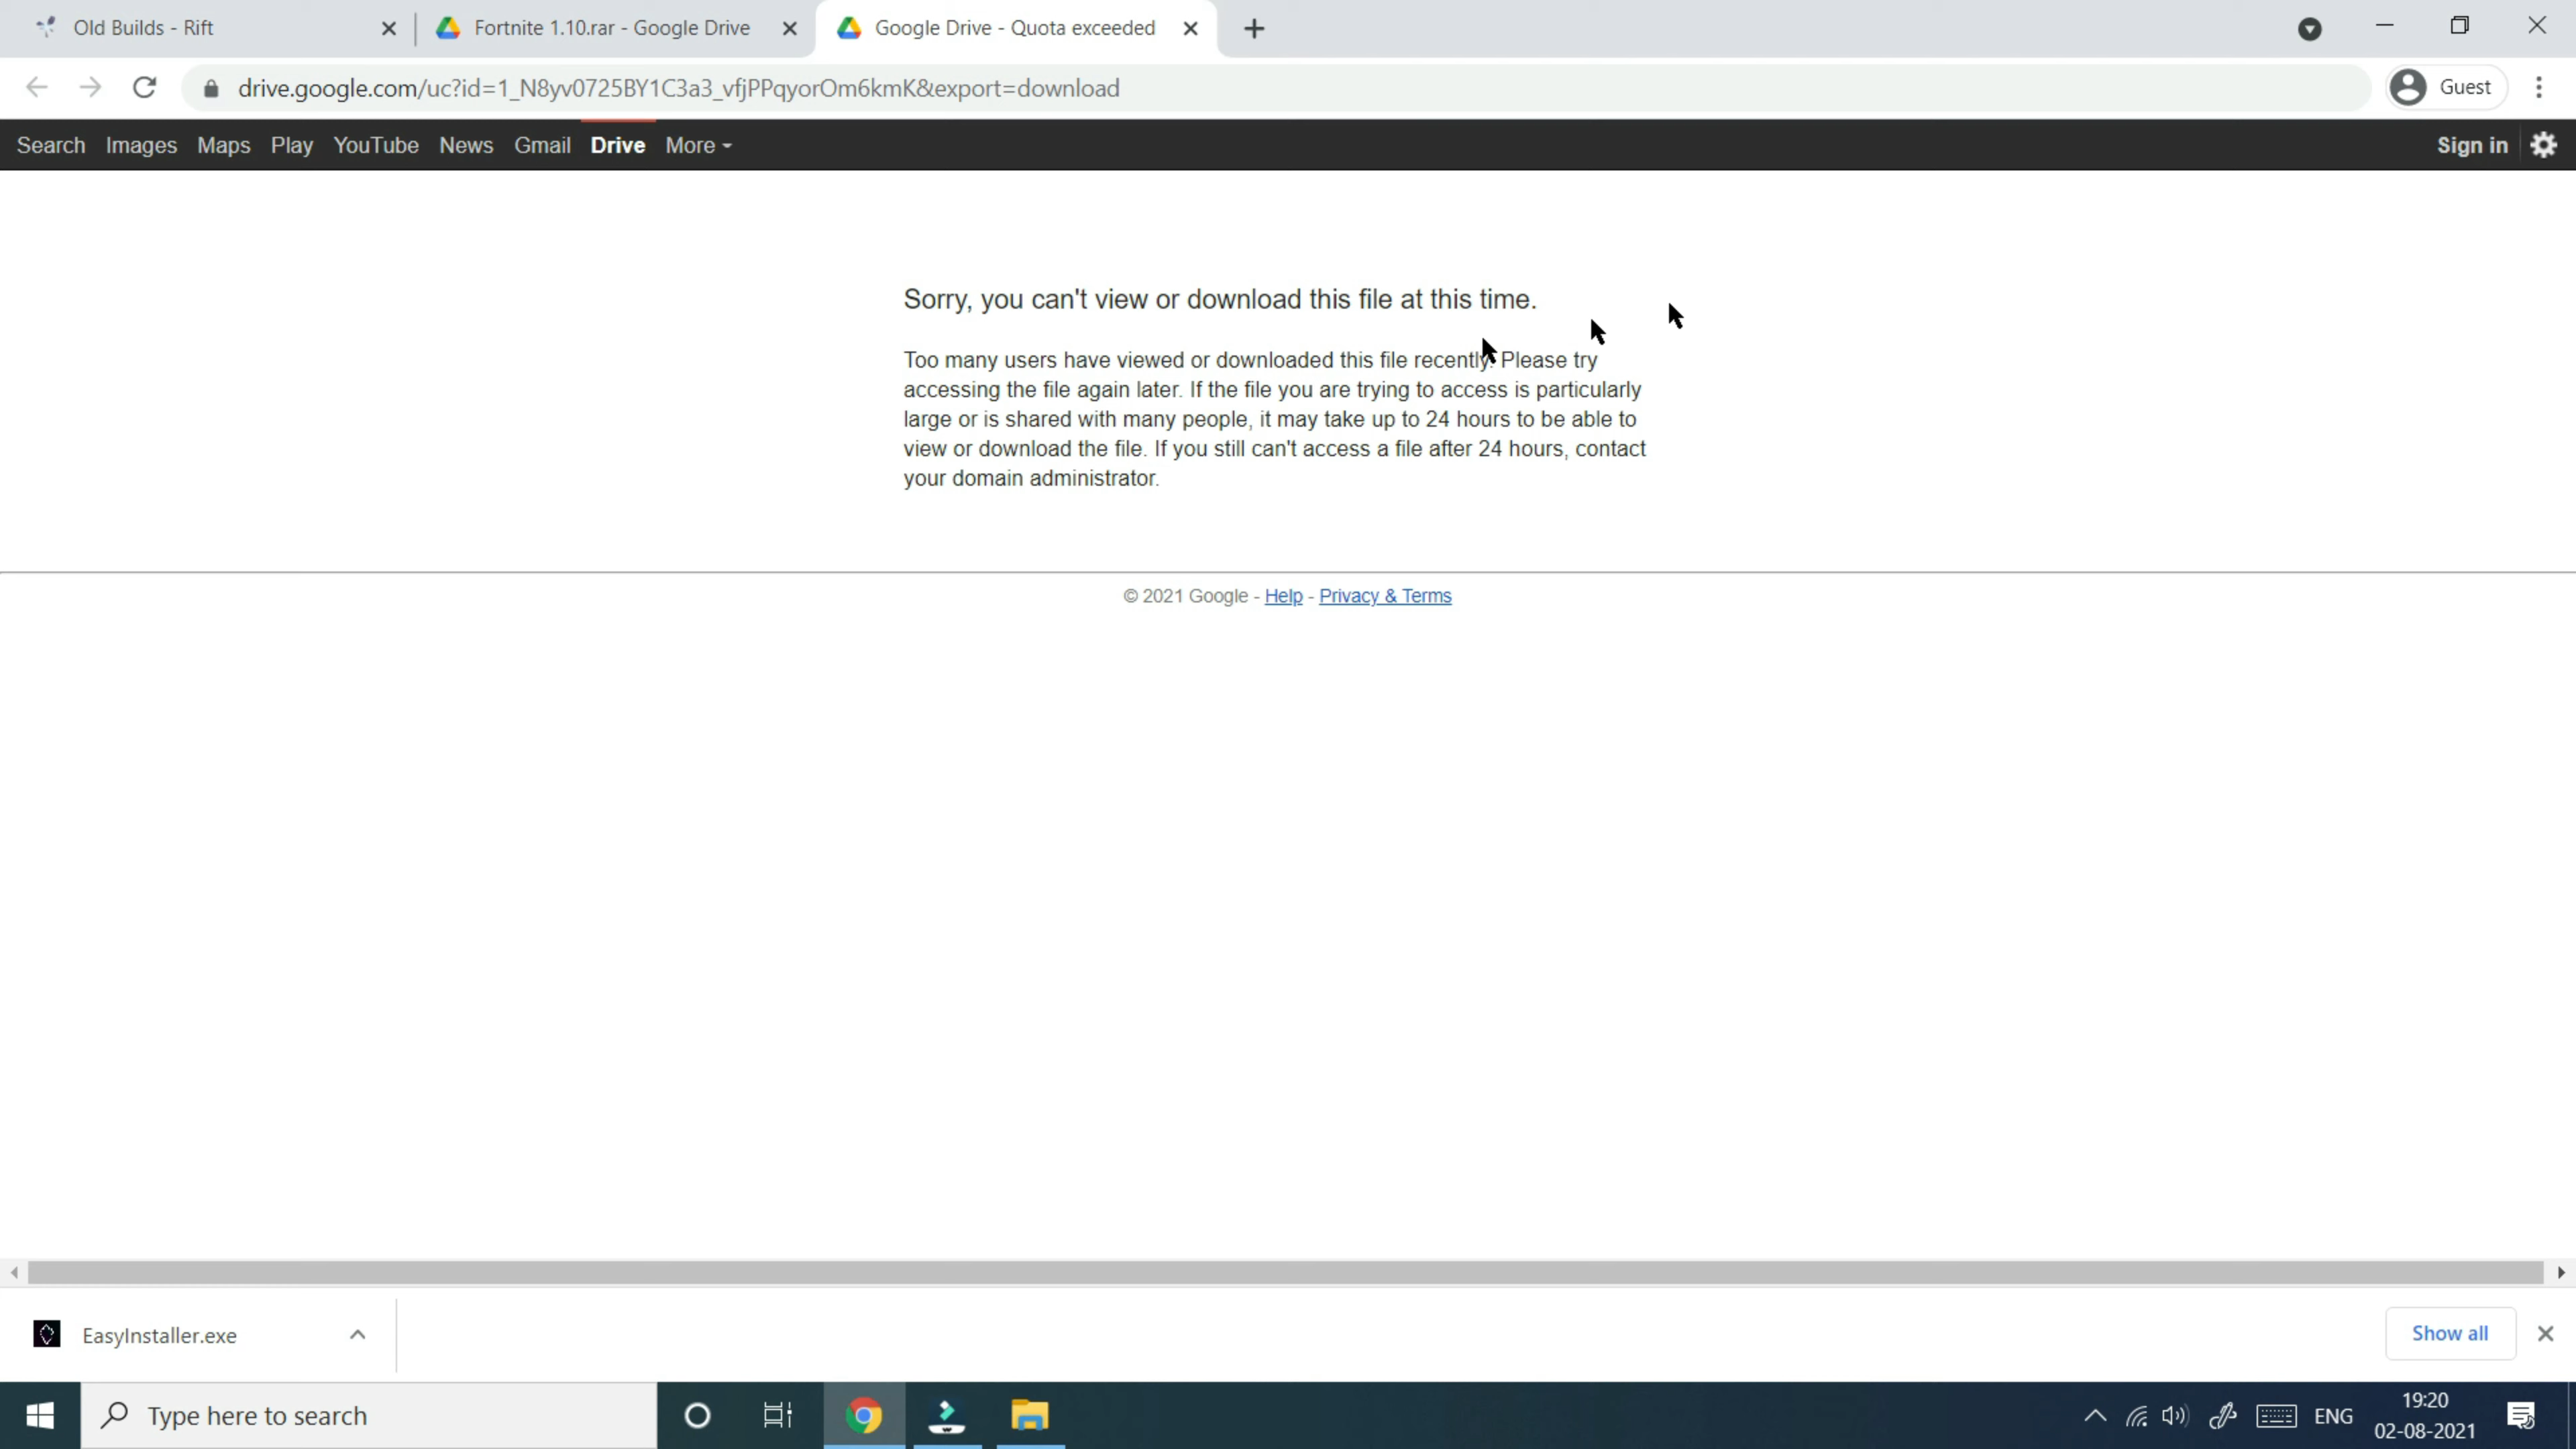 Old Builds - Rift
Fortnite 1.10.rar - Google Drive
Google Drive - Quota exceeded
drive.google.com/uc?id=1_N8yv0725BY1C3a3_vfjPPqyorOm6kmK&export=download
Guest
Search Images Maps Play YouTube News Gmail Drive More
Sign in
Sorry, you can't view or download this file at this time.
Too many users have viewed or downloaded this file recently. Please try
accessing the file again later. If the file you are trying to access is particularly
large or is shared with many people, it may take up to 24 hours to be able to
view or download the file. If you still can't access a file after 24 hours, contact
your domain administrator.
© 2021 Google - Help - Privacy & Terms
EasyInstaller.exe
Show all
Type here to search
ENG
19:20
02-08-2021